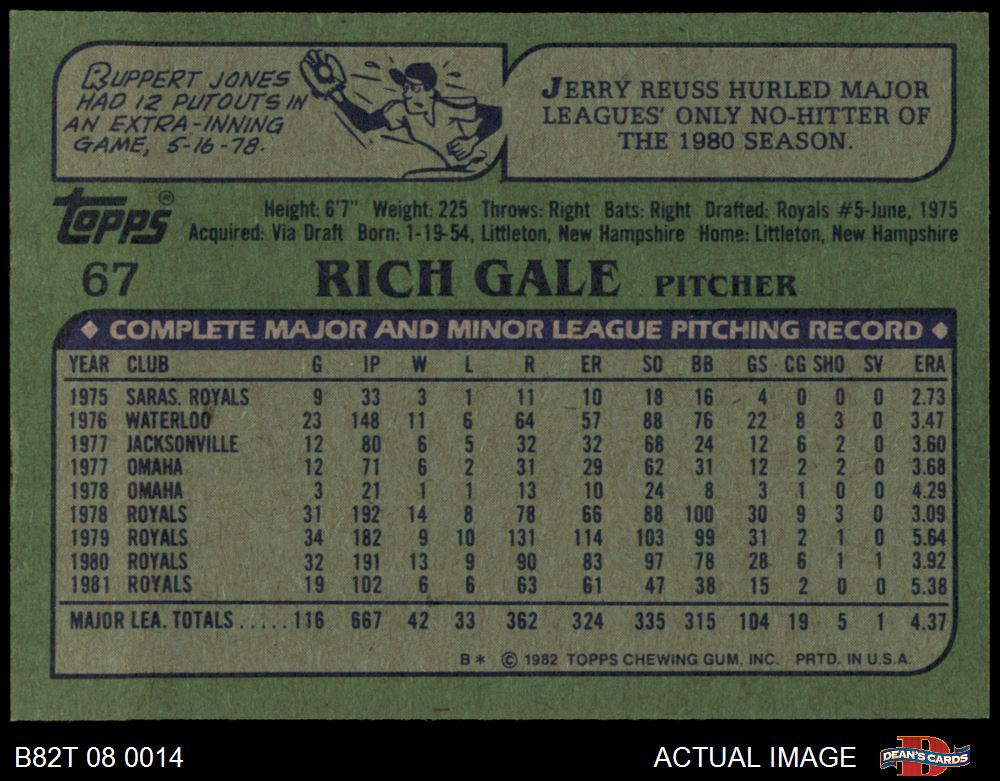 RUPPERT JONES
HAD 12 PUTOUTS IN
AN EXTRA-INNING
GAME, 5-16-78.
JERRY REUSS HURLED MAJOR
LEAGUES' ONLY NO-HITTER OF
THE 1980 SEASON.
topps®
Height: 6'7" Weight: 225 Throws: Right Bats: Right Drafted: Royals #5-June, 1975
Acquired: Via Draft Born: 1-19-54, Littleton, New Hampshire Home: Littleton, New Hampshire
67 RICH GALE PITCHER
COMPLETE MAJOR AND MINOR LEAGUE PITCHING RECORD
YEAR CLUB G IP W L R ER SO BB GS CG SHO SV ERA
1975 SARAS. ROYALS 9 33 3 1 11 10 18 16 4 0 0 0 2.73
1976 WATERLOO 23 148 11 6 64 57 88 76 22 8 3 0 3.47
1977 JACKSONVILLE 12 80 6 5 32 32 68 24 12 6 2 0 3.60
1977 OMAHA 12 71 6 2 31 29 62 31 12 2 2 0 3.68
1978 OMAHA 3 21 1 1 13 10 24 8 3 1 0 0 4.29
1978 ROYALS 31 192 14 8 78 66 88 100 30 9 3 0 3.09
1979 ROYALS 34 182 9 10 131 114 103 99 31 2 1 0 5.64
1980 ROYALS 32 191 13 9 90 83 97 78 28 6 1 1 3.92
1981 ROYALS 19 102 6 6 63 61 47 38 15 2 0 0 5.38
MAJOR LEA. TOTALS.....116 667 42 33 362 324 335 315 104 19 5 1 4.37
B* © 1982 TOPPS CHEWING GUM, INC. PRTD. IN U.S.A.
B82T 08 0014 ACTUAL IMAGE DEAN'S CARDS